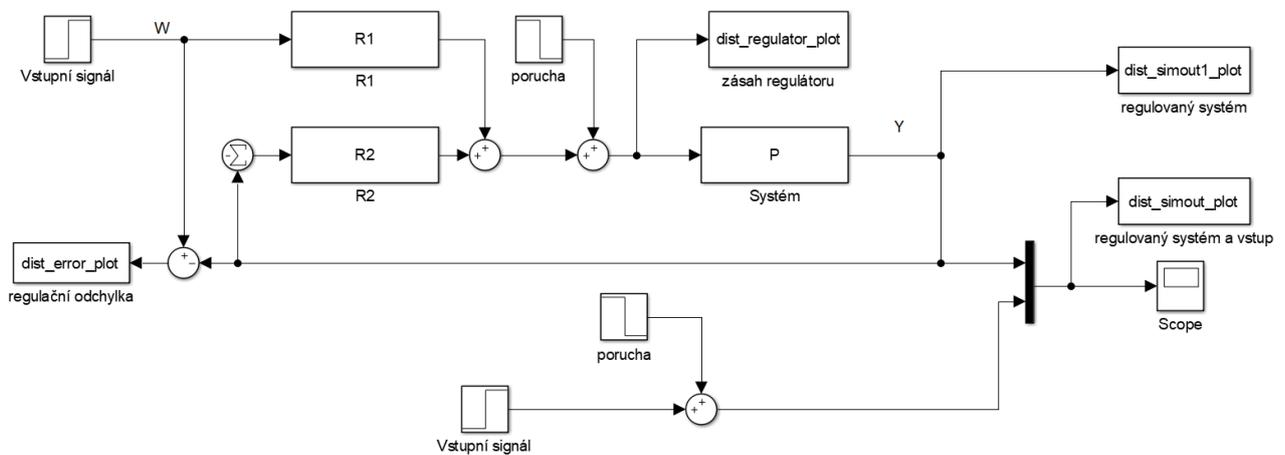 W
Vstupní signál
R1
R1
porucha
dist_regulator_plot
zásah regulátoru
dist_simout1_plot
regulovaný systém
Y
R2
R2
P
Systém
dist_simout_plot
regulovaný systém a vstup
dist_error_plot
regulační odchylka
Scope
porucha
Vstupní signál